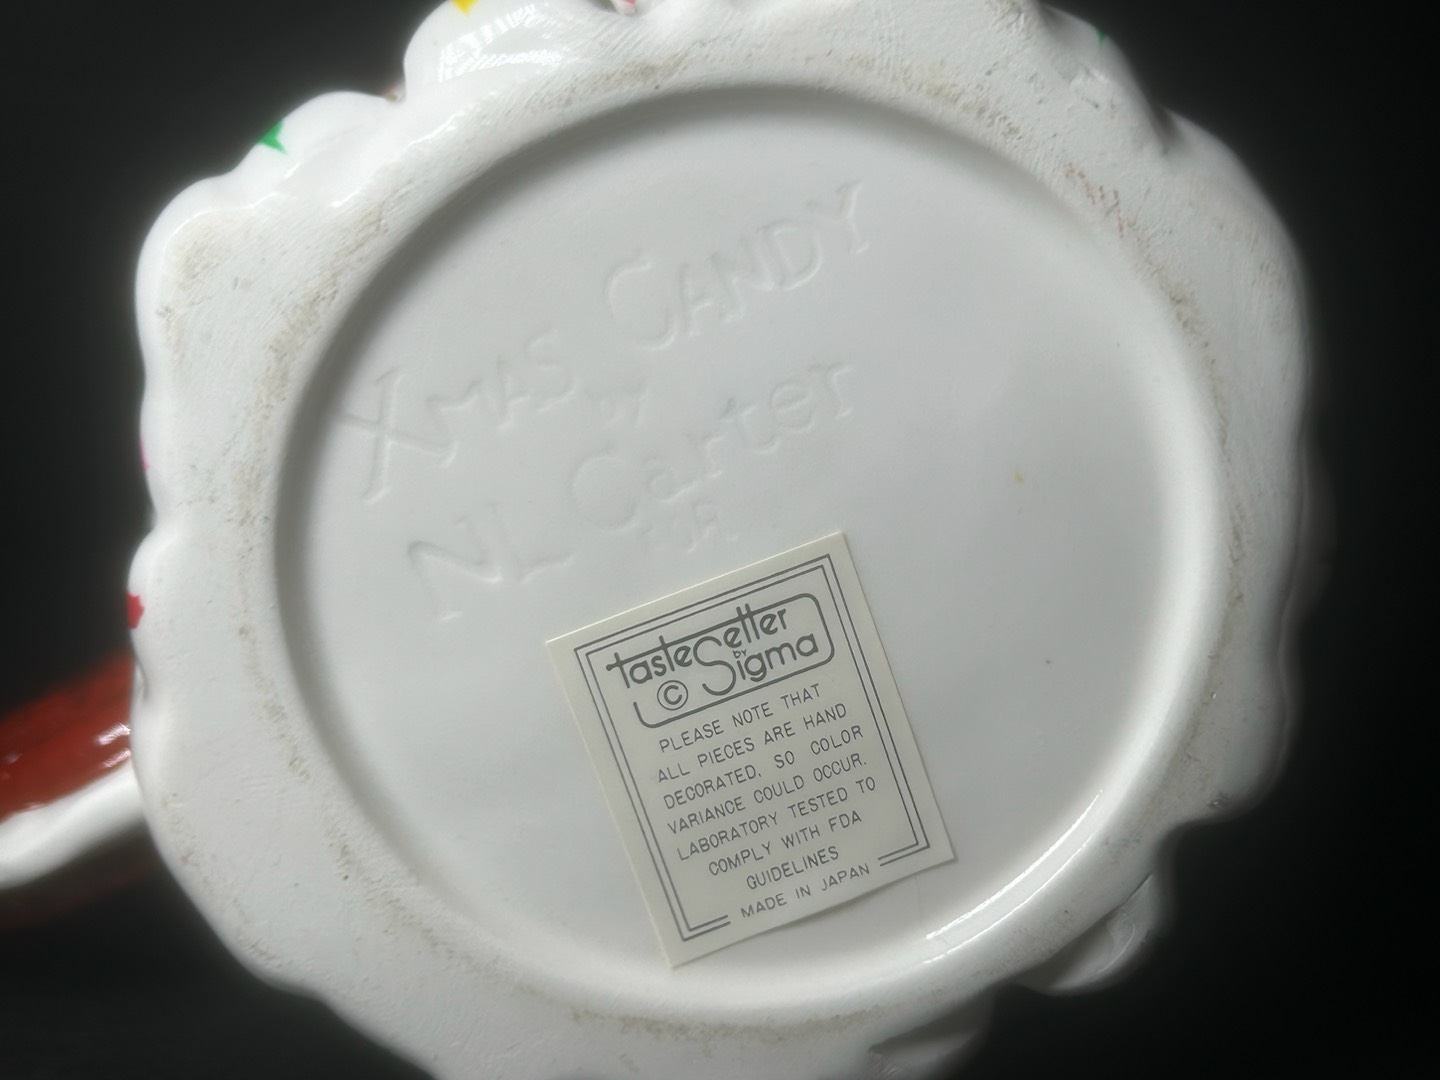 XMAS CANDY
by
NL Carter
tasteSetter
by
© Sigma
PLEASE NOTE THAT
ALL PIECES ARE HAND
DECORATED, SO COLOR
VARIANCE COULD OCCUR.
LABORATORY TESTED TO
COMPLY WITH FDA
GUIDELINES
MADE IN JAPAN